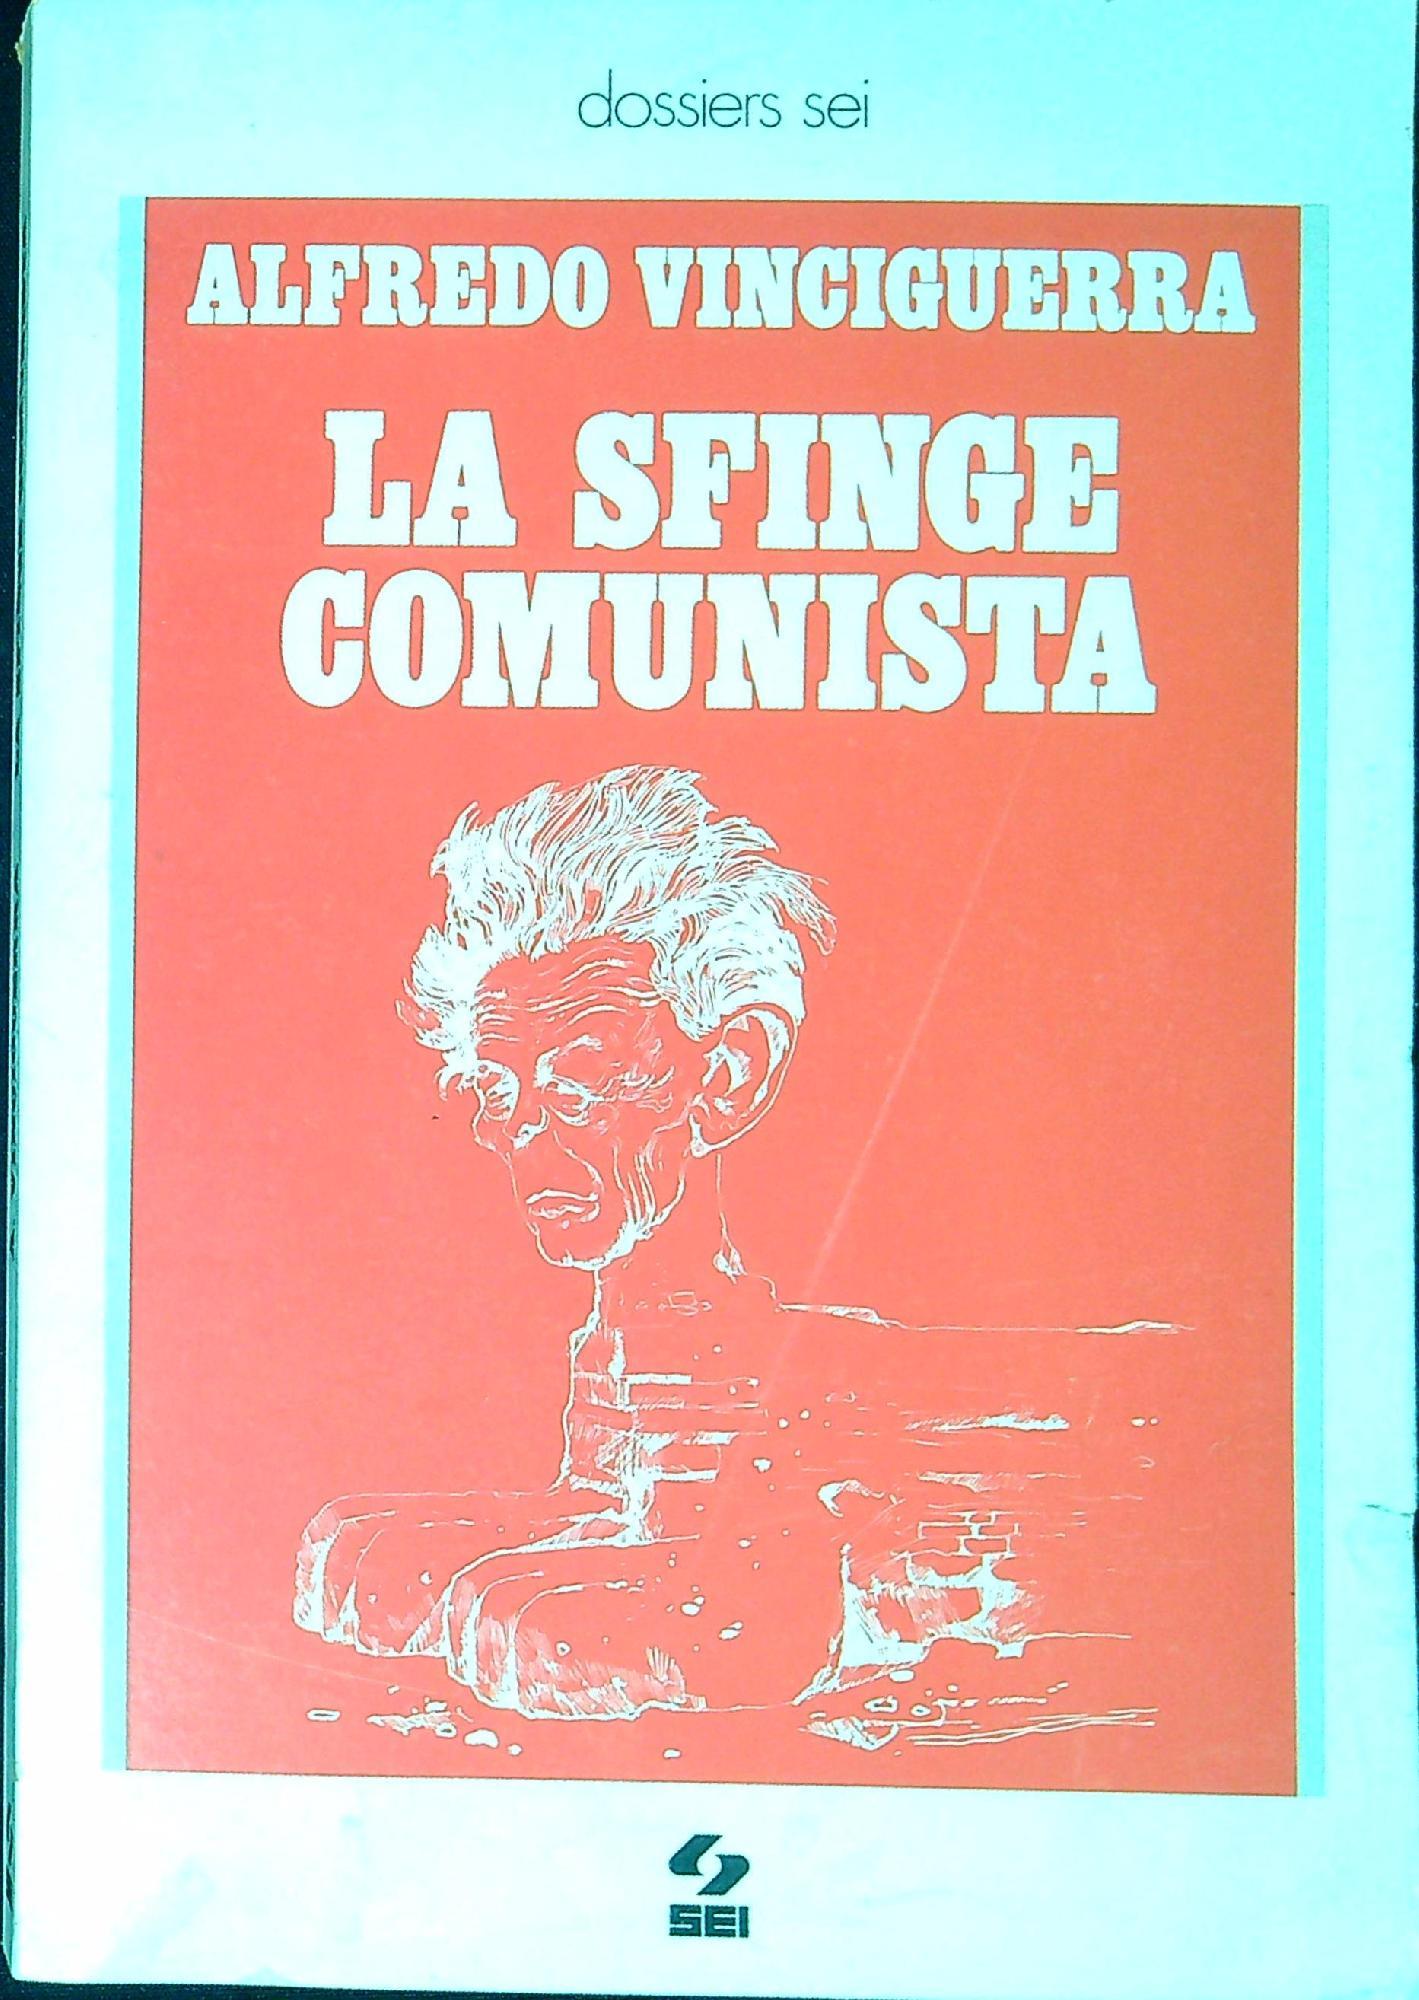 dossiers sei
ALFREDO VINCIGUERRA
LA SFINGE
COMUNISTA
SEI